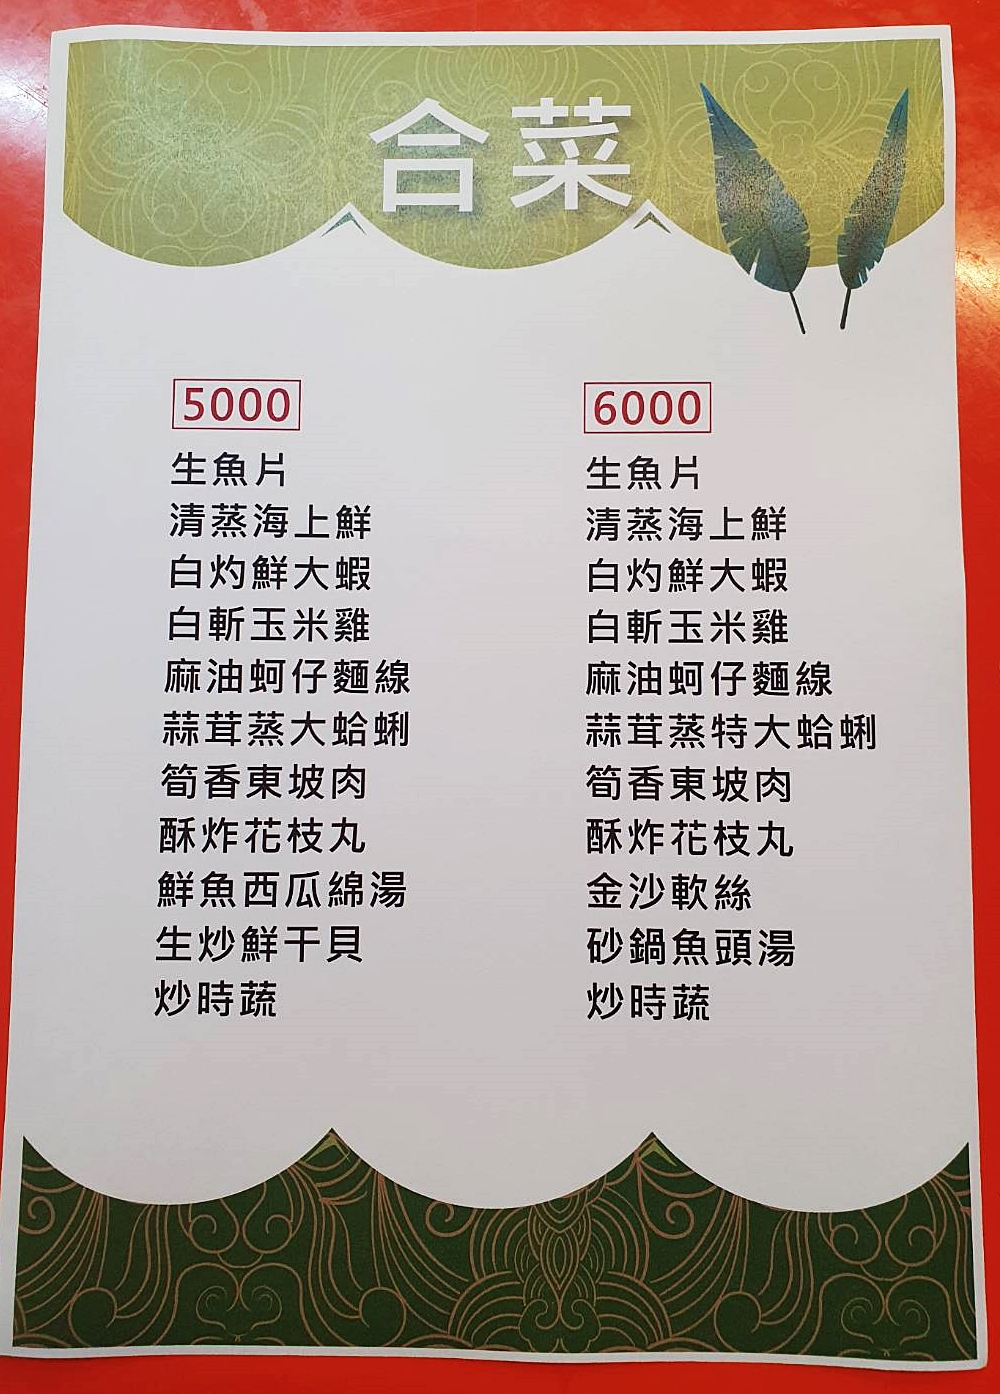 合菜
5000
生魚片
清蒸海上鮮
白灼鮮大蝦
白斬玉米雞
麻油蚵仔麵線
蒜茸蒸大蛤蜊
筍香東坡肉
酥炸花枝丸
鮮魚西瓜綿湯
生炒鮮干貝
炒時蔬
6000
生魚片
清蒸海上鮮
白灼鮮大蝦
白斬玉米雞
麻油蚵仔麵線
蒜茸蒸特大蛤蜊
筍香東坡肉
酥炸花枝丸
金沙軟絲
砂鍋魚頭湯
炒時蔬